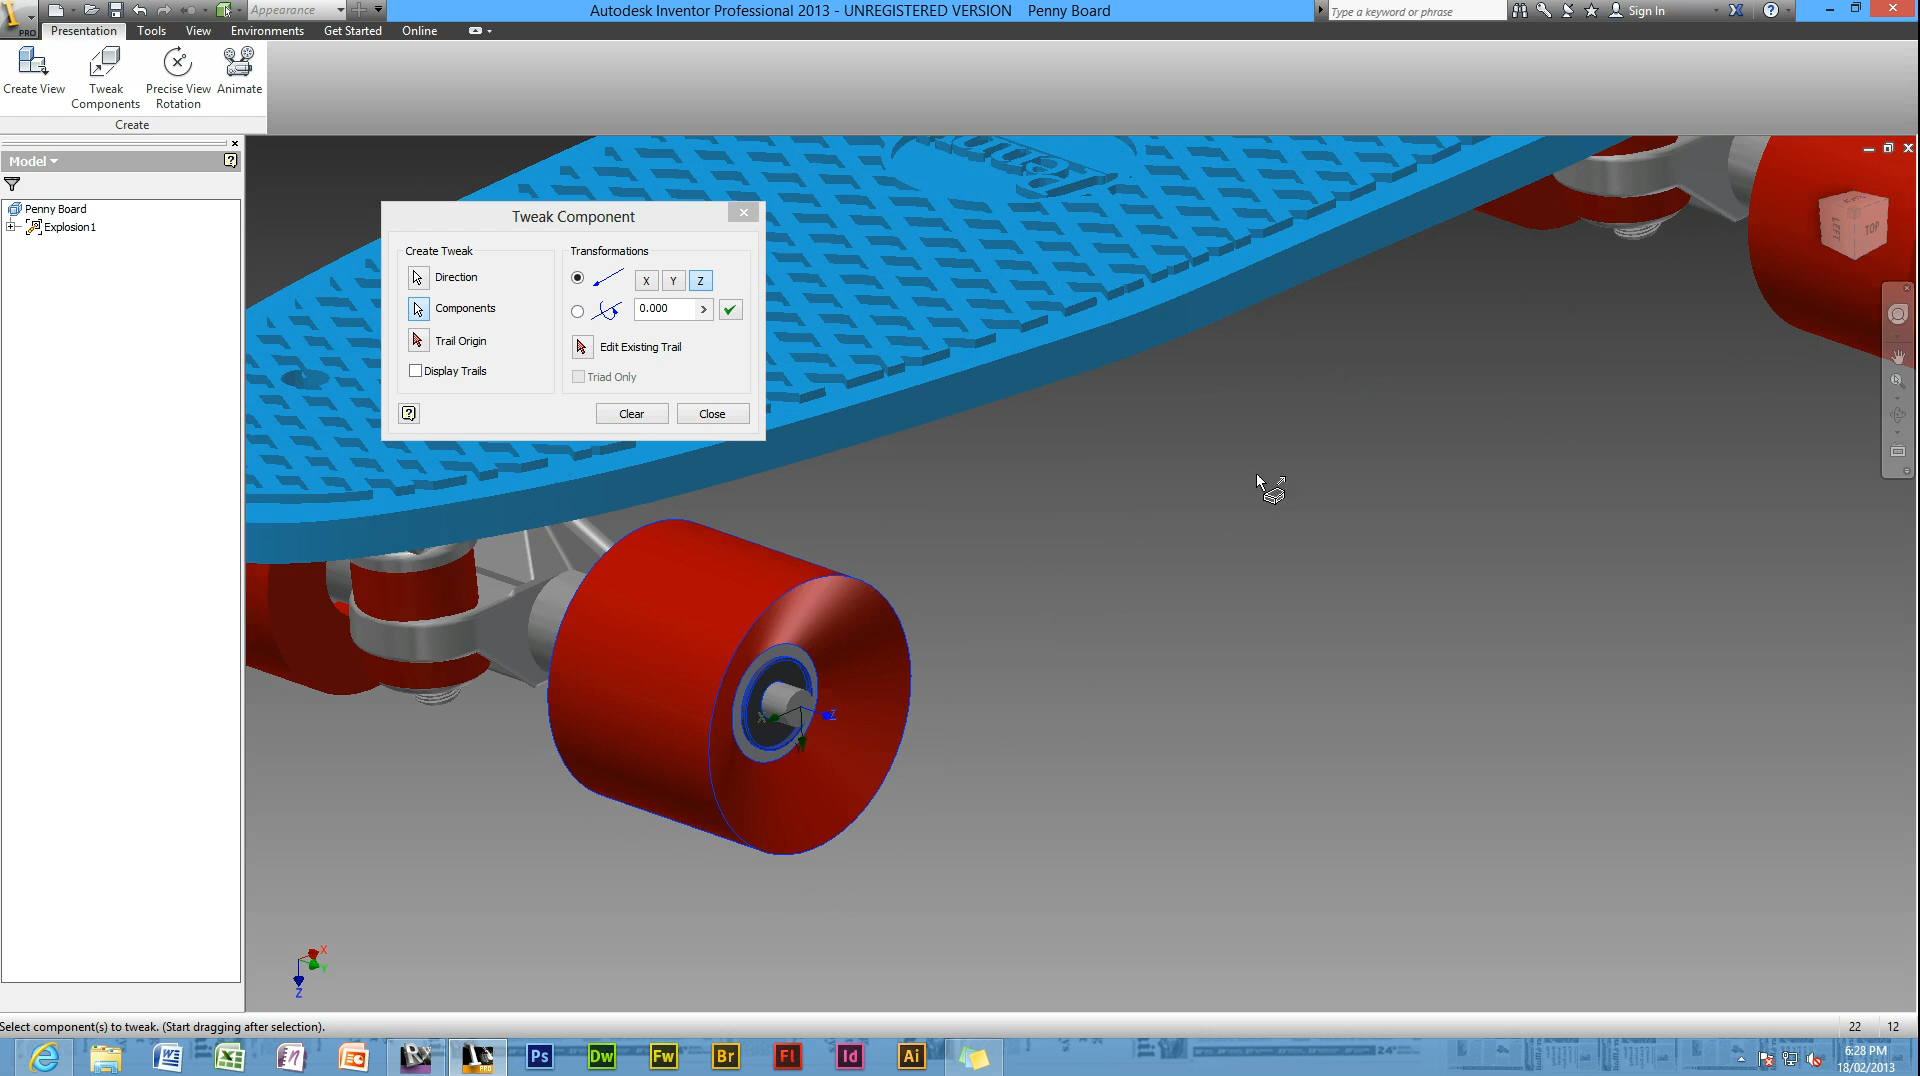 PRO
Appearance
Autodesk Inventor Professional 2013 - UNREGISTERED VERSION Penny Board
Type a keyword or phrase
Sign In
Presentation Tools View Environments Get Started Online
Create View
Tweak Components
Precise View Rotation
Animate
Create
Model
Penny Board
Explosion1
Penny
LEFT TOP
Tweak Component
Create Tweak
Direction
Components
Trail Origin
Display Trails
Transformations
X Y Z
0.000
Edit Existing Trail
Triad Only
Clear Close
X Y Z
X Y Z
Select component(s) to tweak. (Start dragging after selection).
22 12
Ps Dw Fw Br Fl Id Ai
6:28 PM
18/02/2013